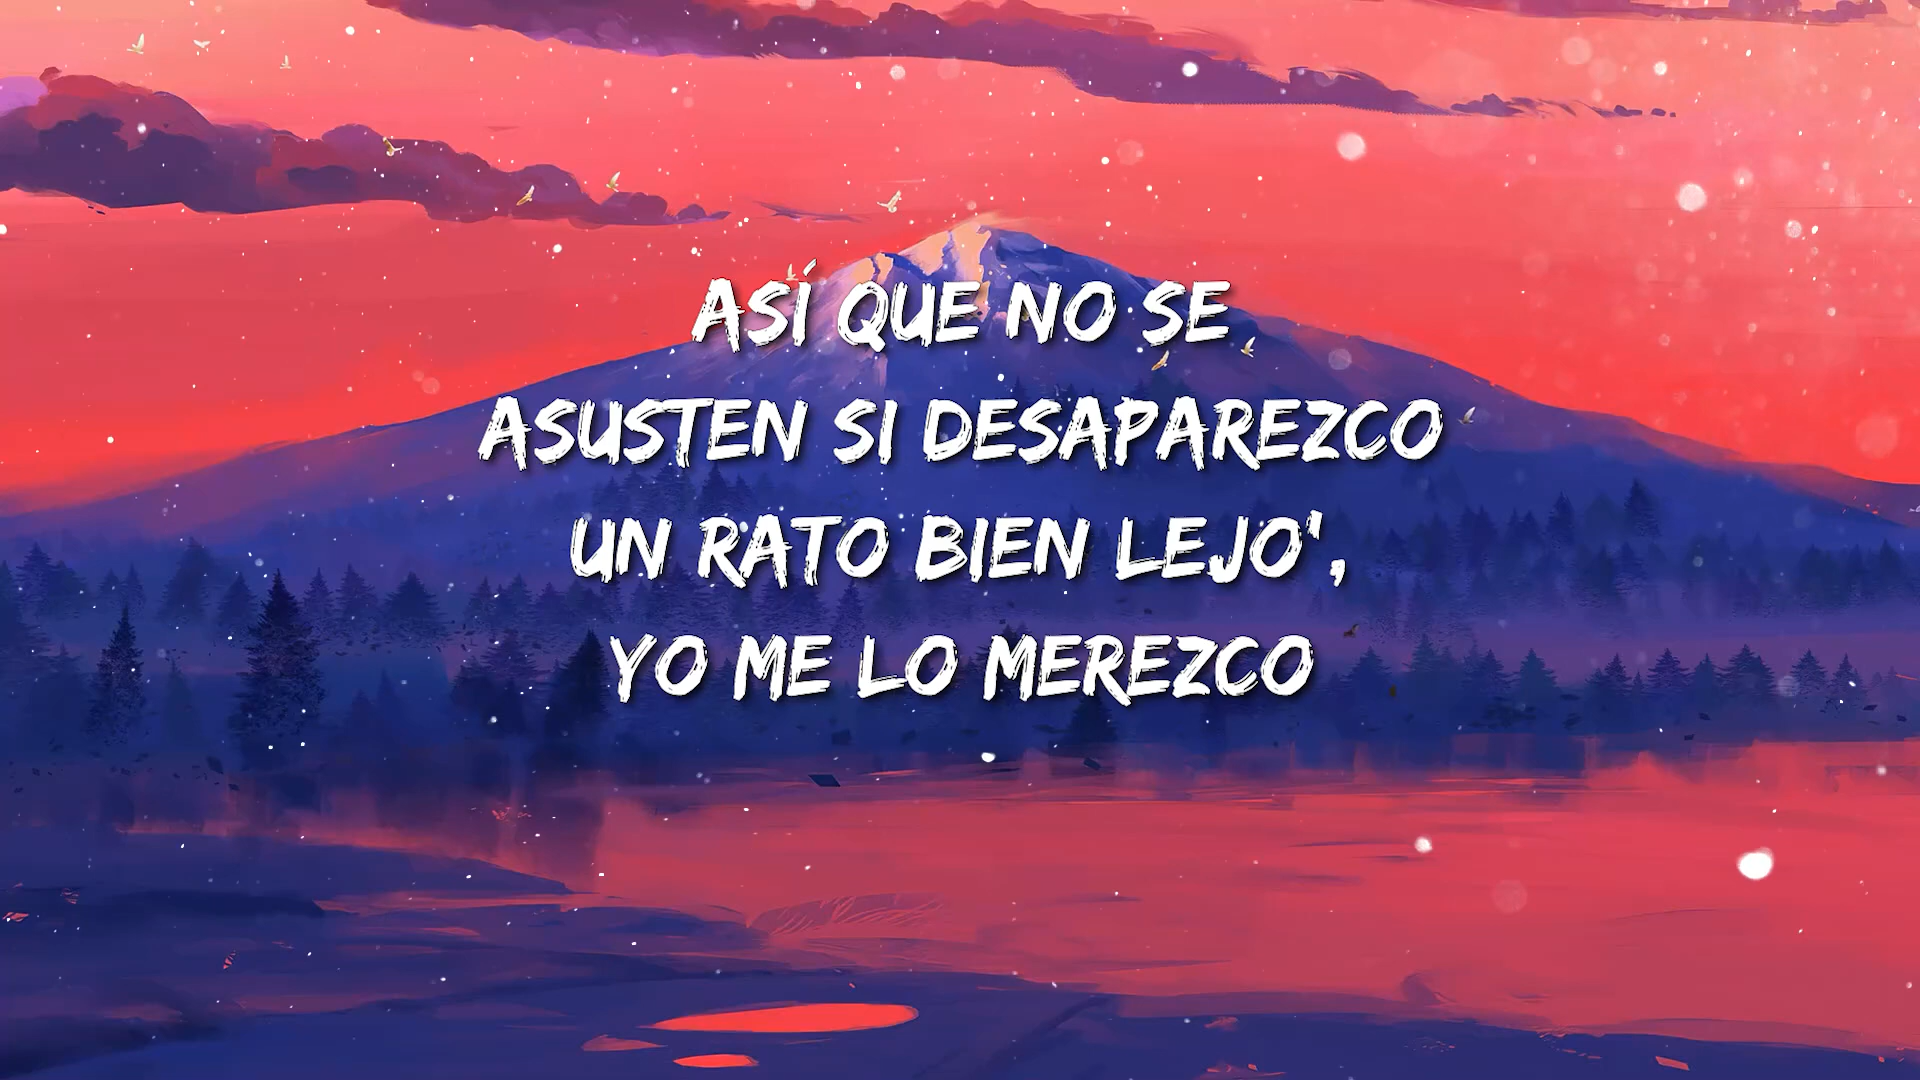 ASÍ QUE NO SE
ASUSTEN SI DESAPAREZCO
UN RATO BIEN LEJO',
YO ME LO MEREZCO